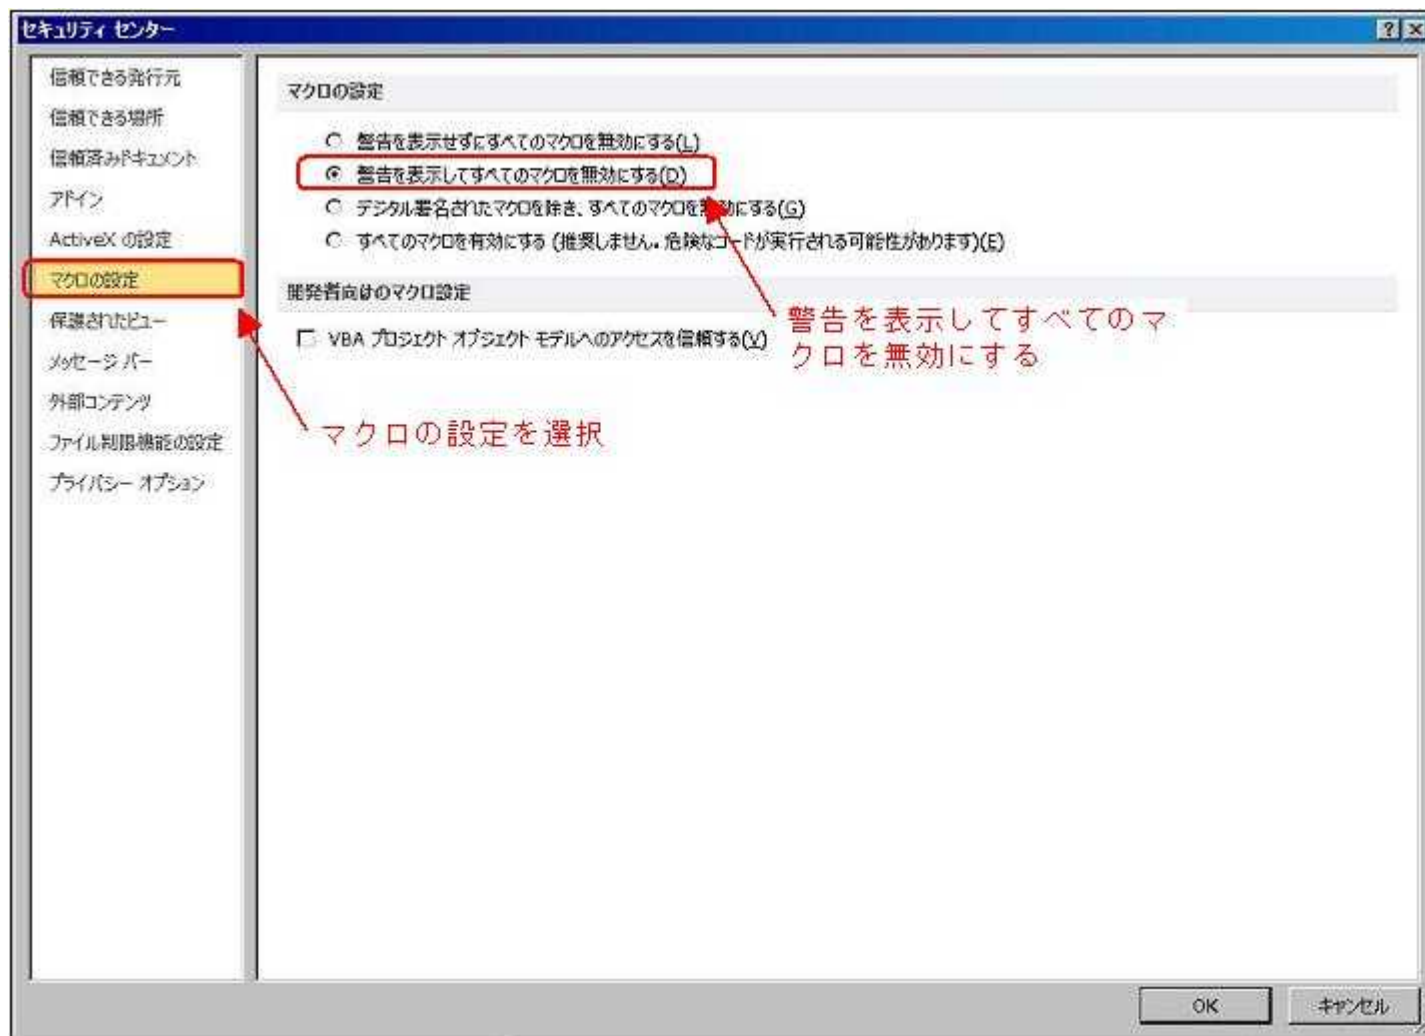 セキュリティ センター
信頼できる発行元
信頼できる場所
信頼済みドキュメント
アドイン
ActiveX の設定
マクロの設定
保護されたビュー
メッセージ バー
外部コンテンツ
ファイル制限機能の設定
プライバシー オプション
マクロの設定
警告を表示せずにすべてのマクロを無効にする(L)
警告を表示してすべてのマクロを無効にする(D)
デジタル署名されたマクロを除き、すべてのマクロを無効にする(G)
すべてのマクロを有効にする (推奨しません。危険なコードが実行される可能性があります)(E)
開発者向けのマクロ設定
VBA プロジェクト オブジェクト モデルへのアクセスを信頼する(V)
警告を表示してすべてのマ
クロを無効にする
マクロの設定を選択
OK
キャンセル